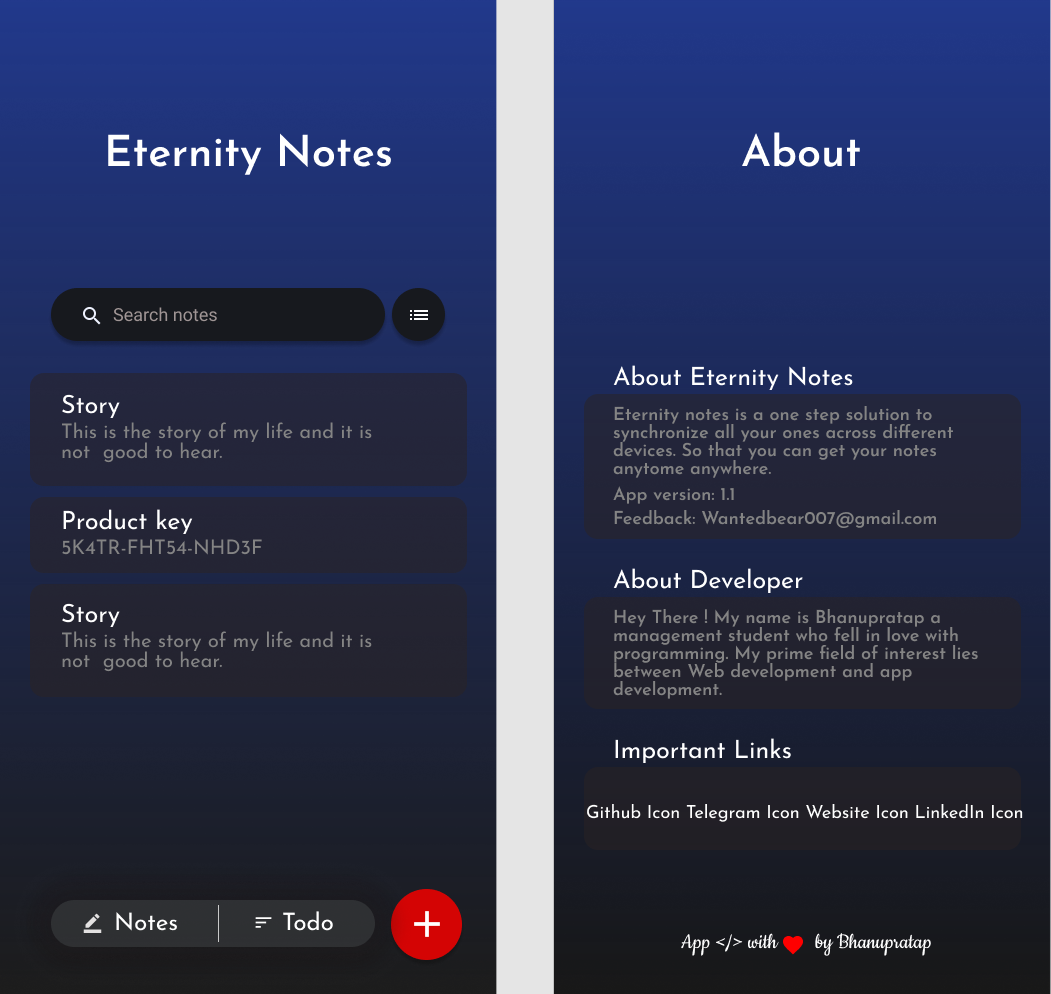 Eternity Notes
Search notes
Story
This is the story of my life and it is
not  good to hear.
Product key
5K4TR-FHT54-NHD3F
Story
This is the story of my life and it is
not  good to hear.
Notes
Todo
About
About Eternity Notes
Eternity notes is a one step solution to
synchronize all your ones across different
devices. So that you can get your notes
anytome anywhere.
App version: 1.1
Feedback: Wantedbear007@gmail.com
About Developer
Hey There ! My name is Bhanupratap a
management student who fell in love with
programming. My prime field of interest lies
between Web development and app
development.
Important Links
Github Icon Telegram Icon Website Icon LinkedIn Icon
App </> with ❤ by Bhanupratap